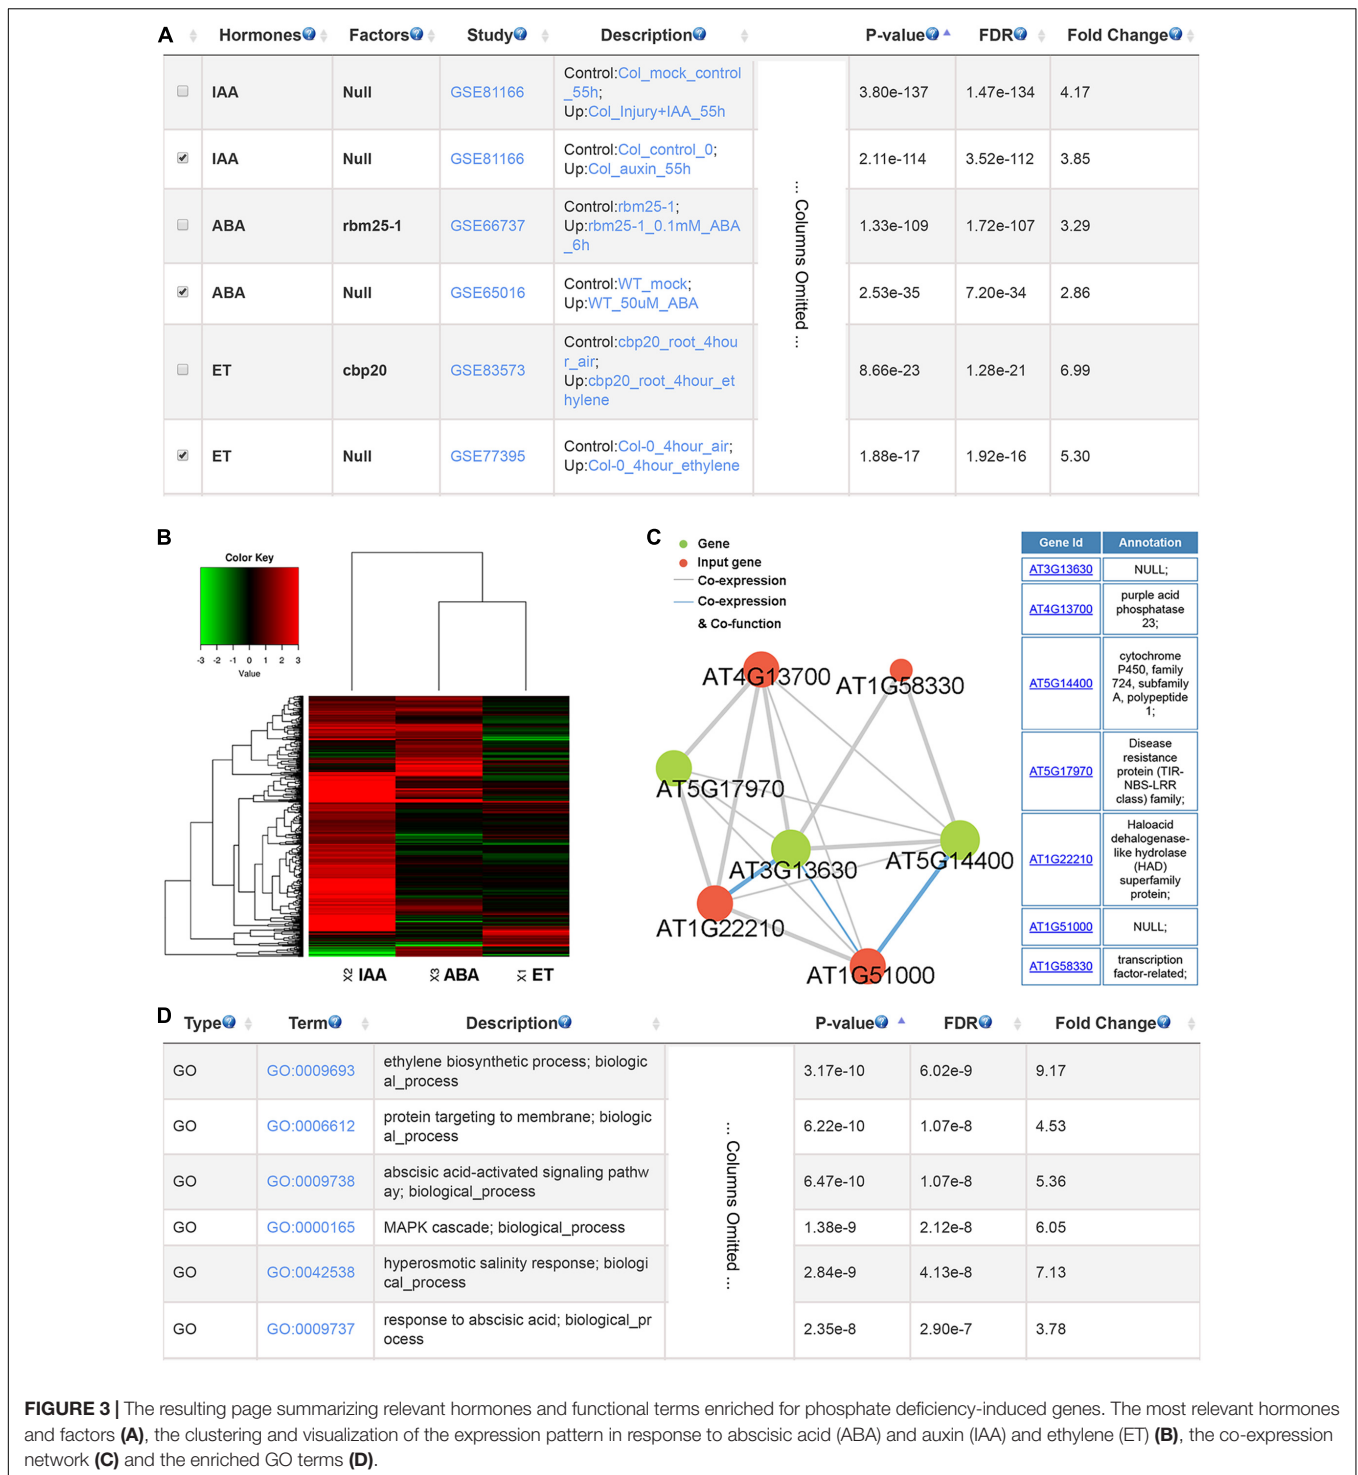 A Hormones Factors Study Description P-value FDR Fold Change
IAA Null GSE81166 Control:Col_mock_control
_55h;
Up:Col_Injury+IAA_55h 3.80e-137 1.47e-134 4.17
IAA Null GSE81166 Control:Col_control_0;
Up:Col_auxin_55h 2.11e-114 3.52e-112 3.85
ABA rbm25-1 GSE66737 Control:rbm25-1;
Up:rbm25-1_0.1mM_ABA
_6h 1.33e-109 1.72e-107 3.29
ABA Null GSE65016 Control:WT_mock;
Up:WT_50uM_ABA 2.53e-35 7.20e-34 2.86
ET cbp20 GSE83573 Control:cbp20_root_4hou
r_air;
Up:cbp20_root_4hour_et
hylene 8.66e-23 1.28e-21 6.99
ET Null GSE77395 Control:Col-0_4hour_air;
Up:Col-0_4hour_ethylene 1.88e-17 1.92e-16 5.30
... Columns Omitted ...
B
Color Key
-3 -2 -1 0 1 2 3
Value
X2 IAA X3 ABA X1 ET
C
Gene
Input gene
Co-expression
Co-expression
& Co-function
AT4G13700
AT1G58330
AT5G17970
AT3G13630
AT5G14400
AT1G22210
AT1G51000
Gene Id Annotation
AT3G13630 NULL;
AT4G13700 purple acid
phosphatase
23;
AT5G14400 cytochrome
P450, family
724, subfamily
A, polypeptide
1;
AT5G17970 Disease
resistance
protein (TIR-
NBS-LRR
class) family;
AT1G22210 Haloacid
dehalogenase-
like hydrolase
(HAD)
superfamily
protein;
AT1G51000 NULL;
AT1G58330 transcription
factor-related;
D Type Term Description P-value FDR Fold Change
GO GO:0009693 ethylene biosynthetic process; biologic
al_process 3.17e-10 6.02e-9 9.17
GO GO:0006612 protein targeting to membrane; biologic
al_process 6.22e-10 1.07e-8 4.53
GO GO:0009738 abscisic acid-activated signaling pathw
ay; biological_process 6.47e-10 1.07e-8 5.36
GO GO:0000165 MAPK cascade; biological_process 1.38e-9 2.12e-8 6.05
GO GO:0042538 hyperosmotic salinity response; biologi
cal_process 2.84e-9 4.13e-8 7.13
GO GO:0009737 response to abscisic acid; biological_pr
ocess 2.35e-8 2.90e-7 3.78
... Columns Omitted ...
FIGURE 3 | The resulting page summarizing relevant hormones and functional terms enriched for phosphate deficiency-induced genes. The most relevant hormones
and factors (A), the clustering and visualization of the expression pattern in response to abscisic acid (ABA) and auxin (IAA) and ethylene (ET) (B), the co-expression
network (C) and the enriched GO terms (D).